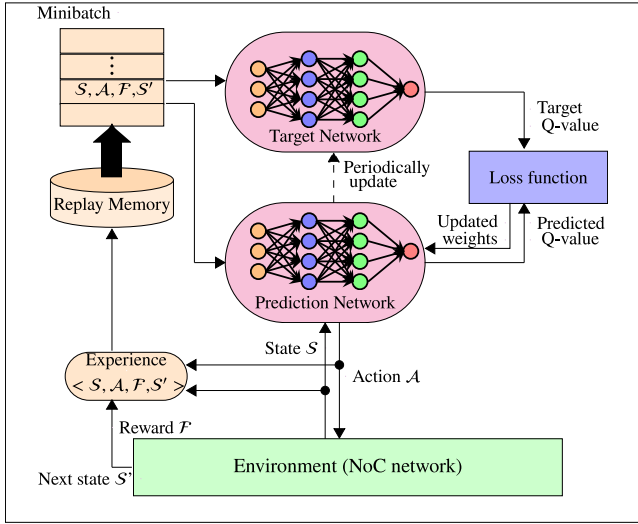 Minibatch
⋮
𝒮, 𝒜, ℱ,𝒮′
Target Network
Target
Q-value
Periodically
update
Loss function
Replay Memory
Updated
weights
Predicted
Q-value
Prediction Network
State 𝒮
Experience
< 𝒮, 𝒜, ℱ,𝒮′ >
Action 𝒜
Reward ℱ
Environment (NoC network)
Next state 𝒮'